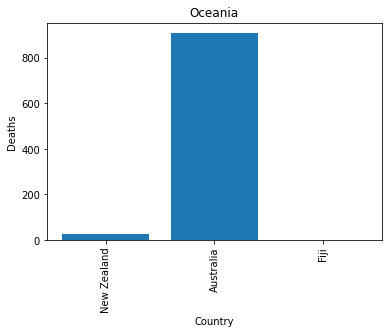 Oceania
Deaths
800
600
400
200
0
New Zealand
Australia
Fiji
Country